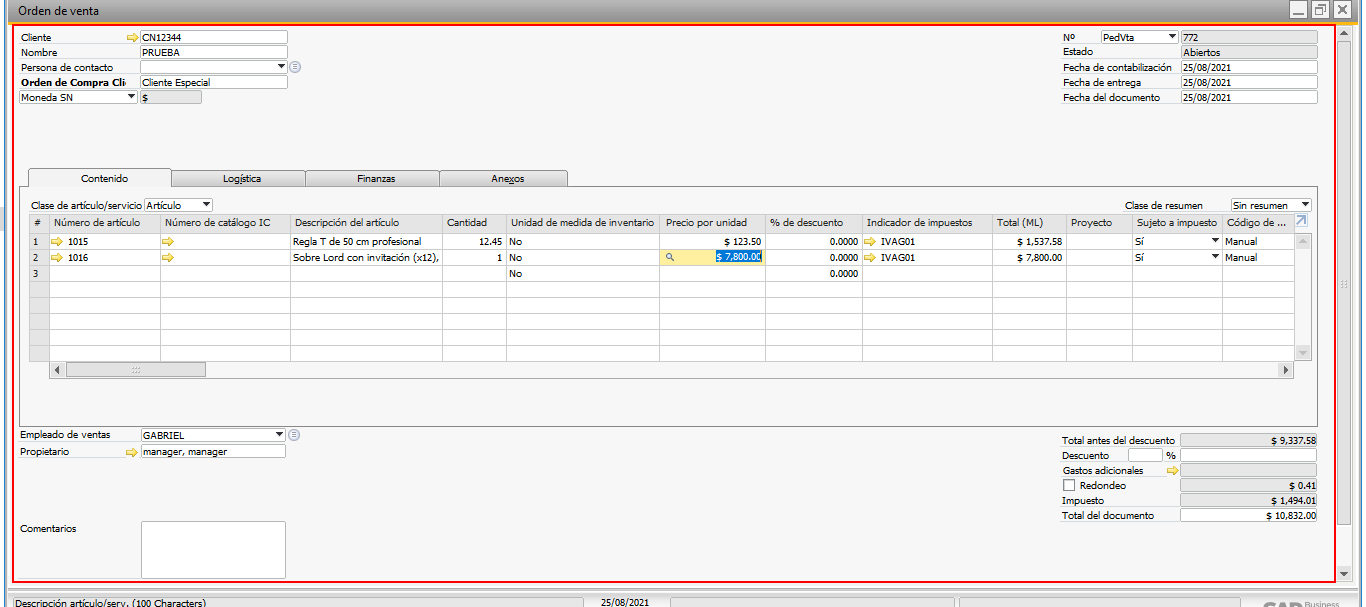 Orden de venta
Cliente CN12344 Nº PedVta 772
Nombre PRUEBA Estado Abiertos
Persona de contacto Fecha de contabilización 25/08/2021
Orden de Compra Cli Cliente Especial Fecha de entrega 25/08/2021
Moneda SN $ Fecha del documento 25/08/2021
Contenido Logística Finanzas Anexos
Clase de artículo/servicio Artículo Clase de resumen Sin resumen
# Número de artículo Número de catálogo IC Descripción del artículo Cantidad Unidad de medida de inventario Precio por unidad % de descuento Indicador de impuestos Total (ML) Proyecto Sujeto a impuesto Código de ...
1 1015 Regla T de 50 cm profesional 12.45 No $ 123.50 0.0000 IVAG01 $ 1,537.58 Sí Manual
2 1016 Sobre Lord con invitación (x12), 1 No $ 7,800.00 0.0000 IVAG01 $ 7,800.00 Sí Manual
3 No 0.0000
Empleado de ventas GABRIEL Total antes del descuento $ 9,337.58
Propietario manager, manager Descuento %
Gastos adicionales
Redondeo $ 0.41
Impuesto $ 1,494.01
Total del documento $ 10,832.00
Comentarios
Descripción artículo/serv. (100 Characters) 25/08/2021 SAP Business